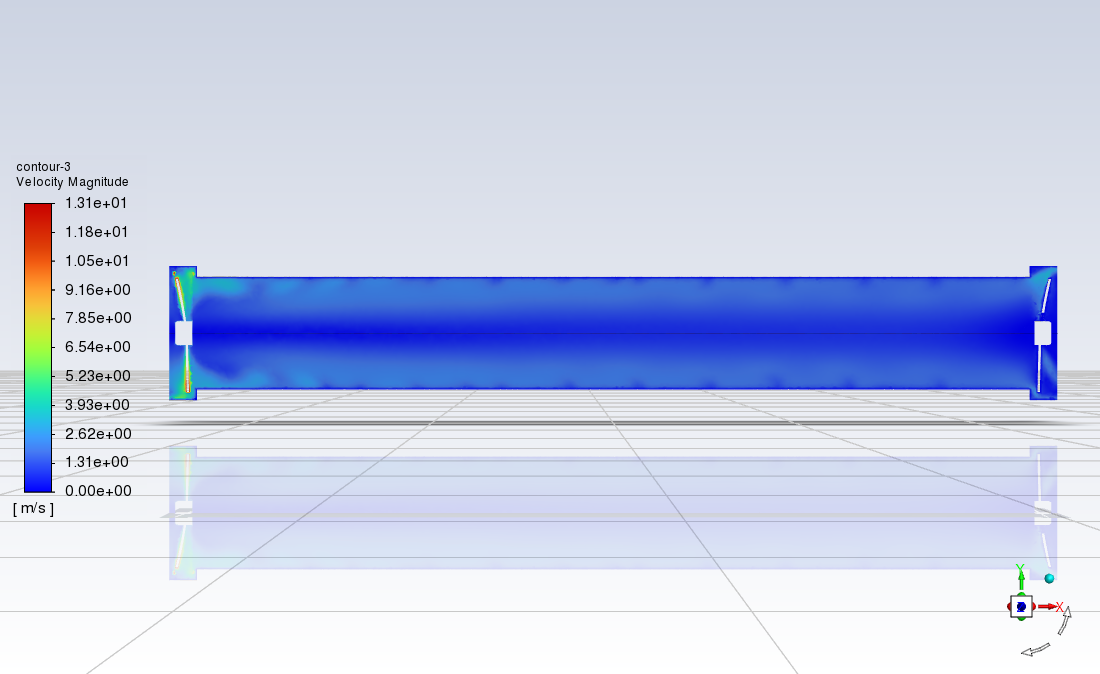 contour-3
Velocity Magnitude
1.31e+01
1.18e+01
1.05e+01
9.16e+00
7.85e+00
6.54e+00
5.23e+00
3.93e+00
2.62e+00
1.31e+00
0.00e+00
[ m/s ]
Y
Z
X